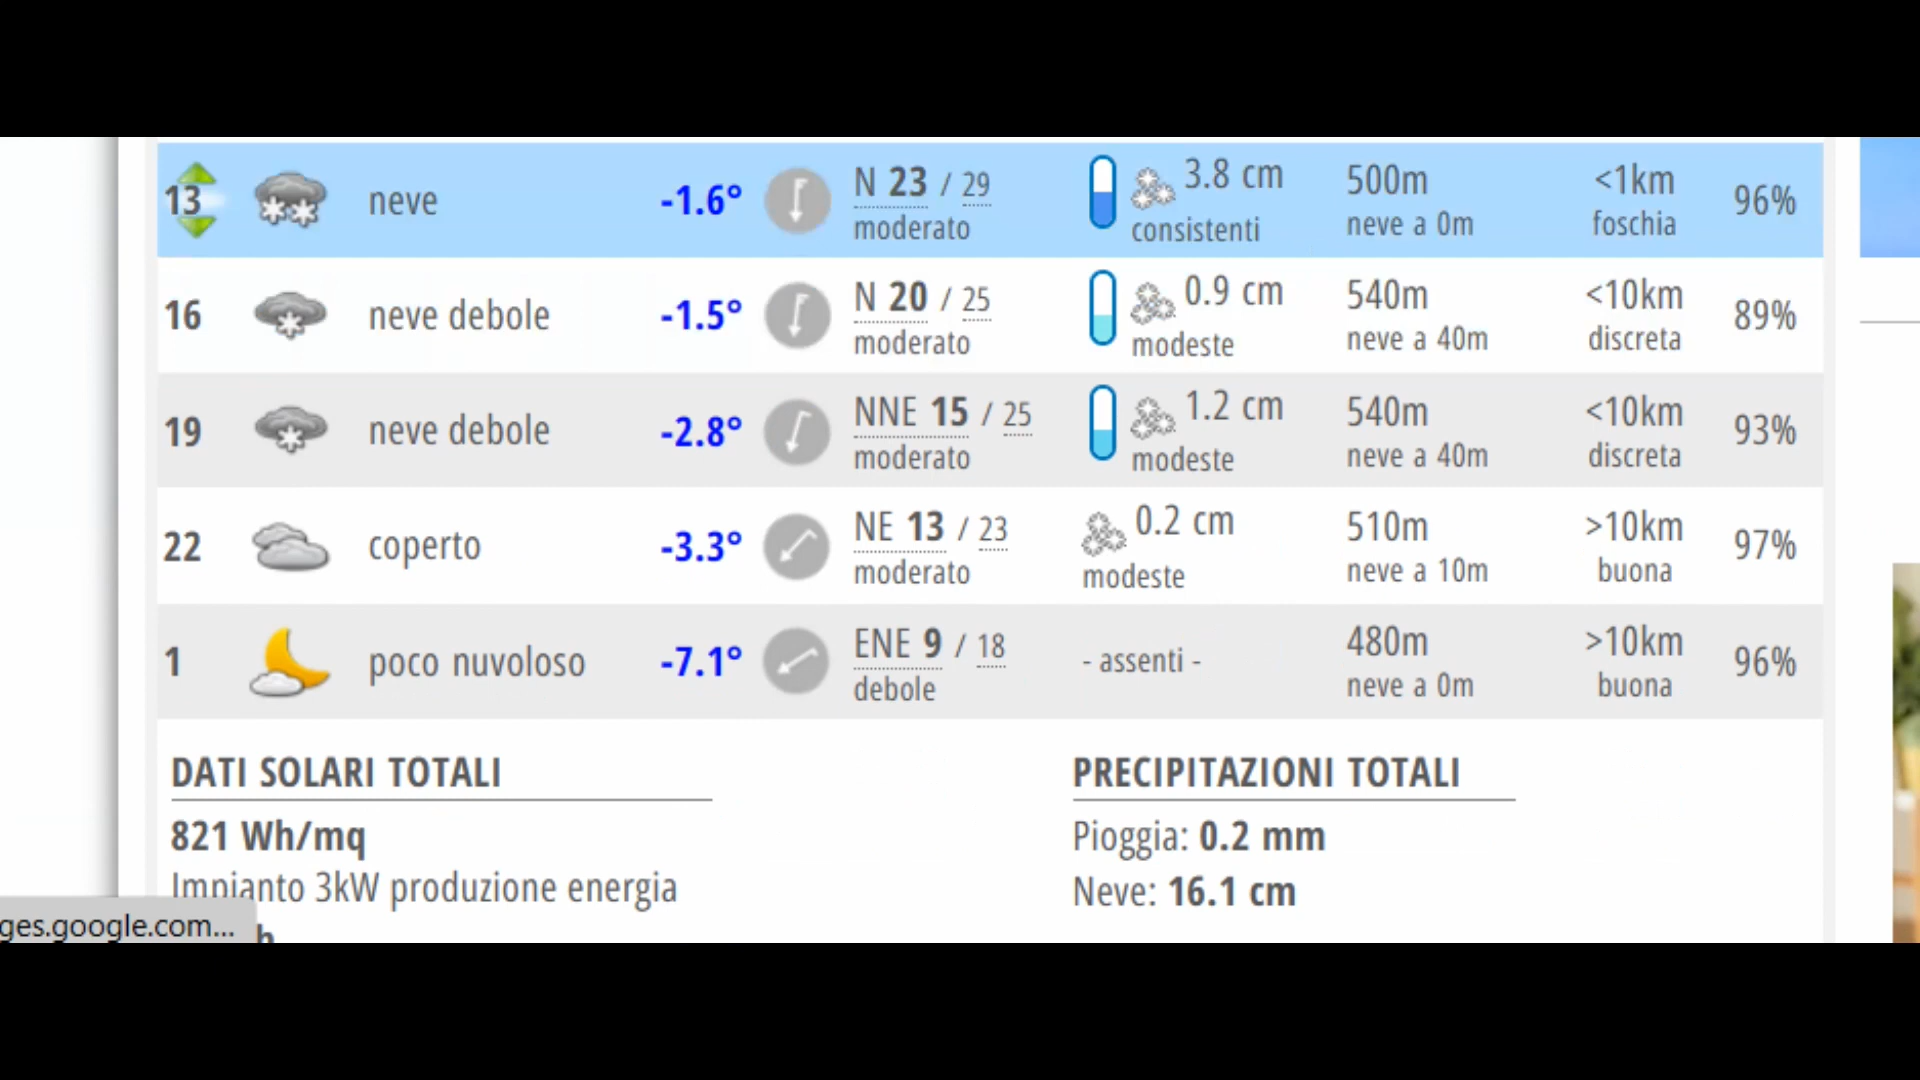 13 neve -1.6° N 23 / 29 moderato 3.8 cm consistenti 500m neve a 0m <1km foschia 96%
16 neve debole -1.5° N 20 / 25 moderato 0.9 cm modeste 540m neve a 40m <10km discreta 89%
19 neve debole -2.8° NNE 15 / 25 moderato 1.2 cm modeste 540m neve a 40m <10km discreta 93%
22 coperto -3.3° NE 13 / 23 moderato 0.2 cm modeste 510m neve a 10m >10km buona 97%
1 poco nuvoloso -7.1° ENE 9 / 18 debole - assenti - 480m neve a 0m >10km buona 96%
DATI SOLARI TOTALI
821 Wh/mq
Impianto 3kW produzione energia
PRECIPITAZIONI TOTALI
Pioggia: 0.2 mm
Neve: 16.1 cm
ges.google.com...